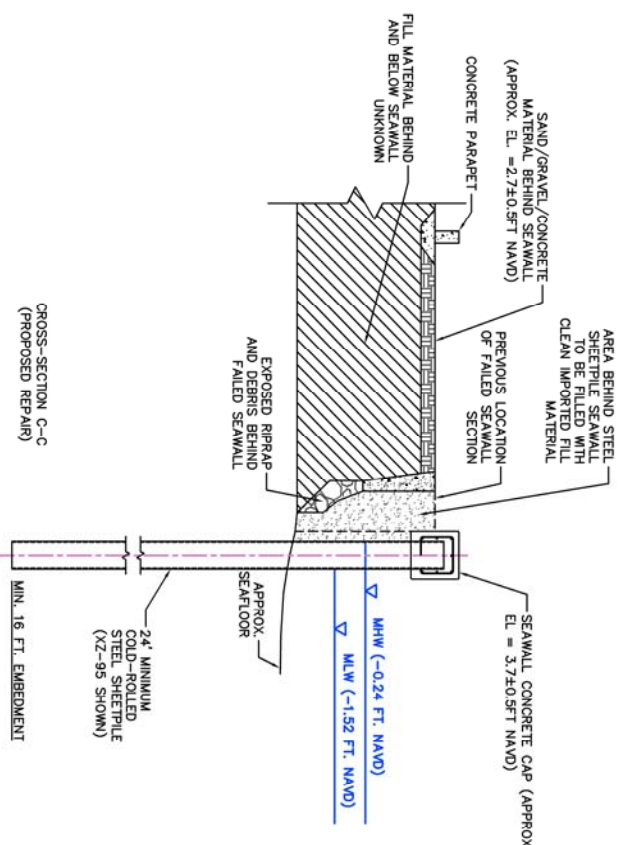 AREA BEHIND STEEL
SHEETPILE SEAWALL
TO BE FILLED WITH
CLEAN IMPORTED FILL
MATERIAL
SEAWALL CONCRETE CAP (APPROX
EL = 3.7±0.5FT NAVD)
SAND/GRAVEL/CONCRETE
MATERIAL BEHIND SEAWALL
(APPROX. EL. =2.7±0.5FT NAVD)
PREVIOUS LOCATION
OF FAILED SEAWALL
SECTION
CONCRETE PARAPET
MHW (-0.24 FT. NAVD)
MLW (-1.52 FT. NAVD)
FILL MATERIAL BEHIND
AND BELOW SEAWALL
UNKNOWN
EXPOSED RIPRAP
AND DEBRIS BEHIND
FAILED SEAWALL
APPROX.
SEAFLOOR
24' MINIMUM
COLD-ROLLED
STEEL SHEETPILE
(XZ-95 SHOWN)
MIN. 16 FT. EMBEDMENT
CROSS-SECTION C-C
(PROPOSED REPAIR)